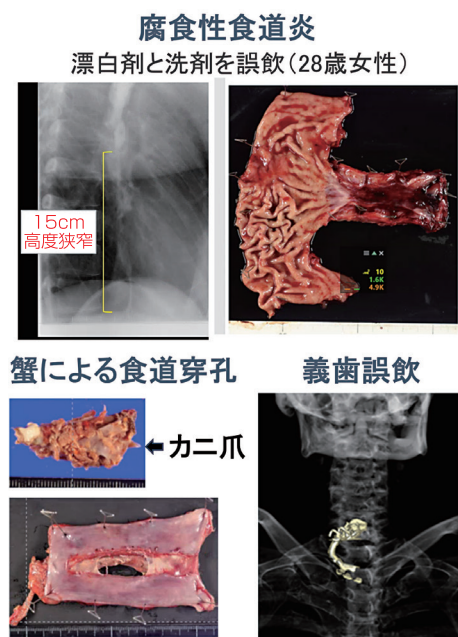 腐食性食道炎
漂白剤と洗剤を誤飲（28歳女性）
15cm
高度狭窄
10
1.6K
4.9K
蟹による食道穿孔
義歯誤飲
カニ爪